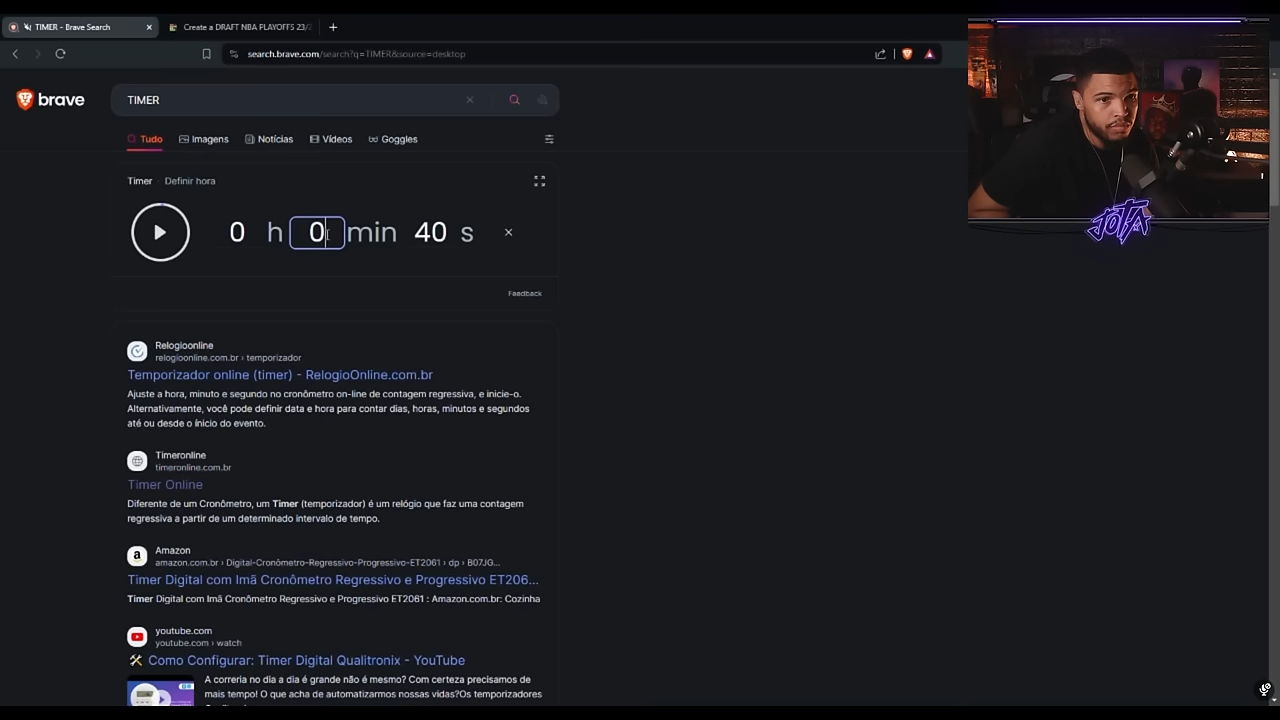 TIMER - Brave Search
Create a DRAFT NBA PLAYOFFS 23/2
search.brave.com/search?q=TIMER&source=desktop
brave
TIMER
Tudo
Imagens
Notícias
Vídeos
Goggles
Timer · Definir hora
0 h 0 min 40 s
Feedback
Relogioonline
relogioonline.com.br › temporizador
Temporizador online (timer) - RelogioOnline.com.br
Ajuste a hora, minuto e segundo no cronômetro on-line de contagem regressiva, e inicie-o.
Alternativamente, você pode definir data e hora para contar dias, horas, minutos e segundos
até ou desde o início do evento.
Timeronline
timeronline.com.br
Timer Online
Diferente de um Cronômetro, um Timer (temporizador) é um relógio que faz uma contagem
regressiva a partir de um determinado intervalo de tempo.
Amazon
amazon.com.br › Digital-Cronômetro-Regressivo-Progressivo-ET2061 › dp › B07JG...
Timer Digital com Imã Cronômetro Regressivo e Progressivo ET206...
Timer Digital com Imã Cronômetro Regressivo e Progressivo ET2061 : Amazon.com.br: Cozinha
youtube.com
youtube.com › watch
Como Configurar: Timer Digital Qualitronix - YouTube
A correria no dia a dia é grande não é mesmo? Com certeza precisamos de
mais tempo! O que acha de automatizarmos nossas vidas?Os temporizadores
JOTA